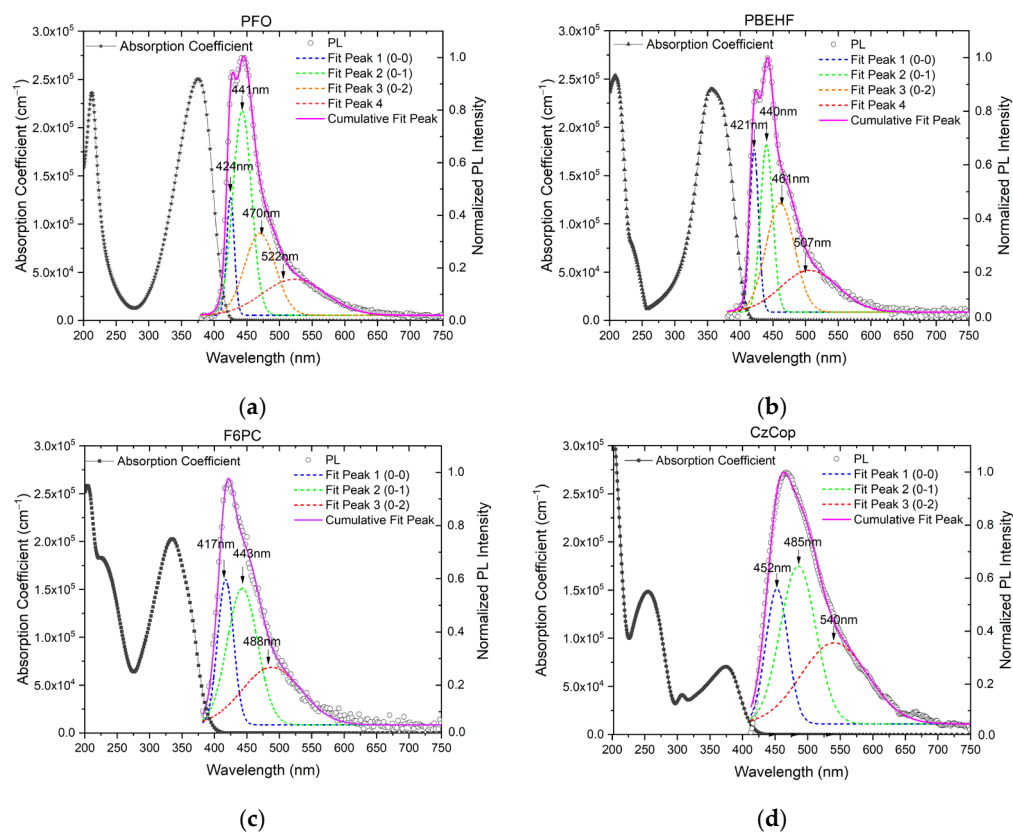 PFO
Absorption Coefficient
PL
Fit Peak 1 (0-0)
Fit Peak 2 (0-1)
Fit Peak 3 (0-2)
Fit Peak 4
Cumulative Fit Peak
424nm
441nm
470nm
522nm
3.0x10⁵
2.5x10⁵
2.0x10⁵
1.5x10⁵
1.0x10⁵
5.0x10⁴
0.0
Absorption Coefficient (cm⁻¹)
1.0
0.8
0.6
0.4
0.2
0.0
Normalized PL Intensity
200 250 300 350 400 450 500 550 600 650 700 750
Wavelength (nm)
(a)
PBEHF
Absorption Coefficient
PL
Fit Peak 1 (0-0)
Fit Peak 2 (0-1)
Fit Peak 3 (0-2)
Fit Peak 4
Cumulative Fit Peak
421nm
440nm
461nm
507nm
3.0x10⁵
2.5x10⁵
2.0x10⁵
1.5x10⁵
1.0x10⁵
5.0x10⁴
0.0
Absorption Coefficient (cm⁻¹)
1.0
0.8
0.6
0.4
0.2
0.0
Normalized PL Intensity
200 250 300 350 400 450 500 550 600 650 700 750
Wavelength (nm)
(b)
F6PC
Absorption Coefficient
PL
Fit Peak 1 (0-0)
Fit Peak 2 (0-1)
Fit Peak 3 (0-2)
Cumulative Fit Peak
417nm
443nm
488nm
3.0x10⁵
2.5x10⁵
2.0x10⁵
1.5x10⁵
1.0x10⁵
5.0x10⁴
0.0
Absorption Coefficient (cm⁻¹)
1.0
0.8
0.6
0.4
0.2
0.0
Normalized PL Intensity
200 250 300 350 400 450 500 550 600 650 700 750
Wavelength (nm)
(c)
CzCop
Absorption Coefficient
PL
Fit Peak 1 (0-0)
Fit Peak 2 (0-1)
Fit Peak 3 (0-2)
Cumulative Fit Peak
452nm
485nm
540nm
3.0x10⁵
2.5x10⁵
2.0x10⁵
1.5x10⁵
1.0x10⁵
5.0x10⁴
0.0
Absorption Coefficient (cm⁻¹)
1.0
0.8
0.6
0.4
0.2
0.0
Normalized PL Intensity
200 250 300 350 400 450 500 550 600 650 700 750
Wavelength (nm)
(d)